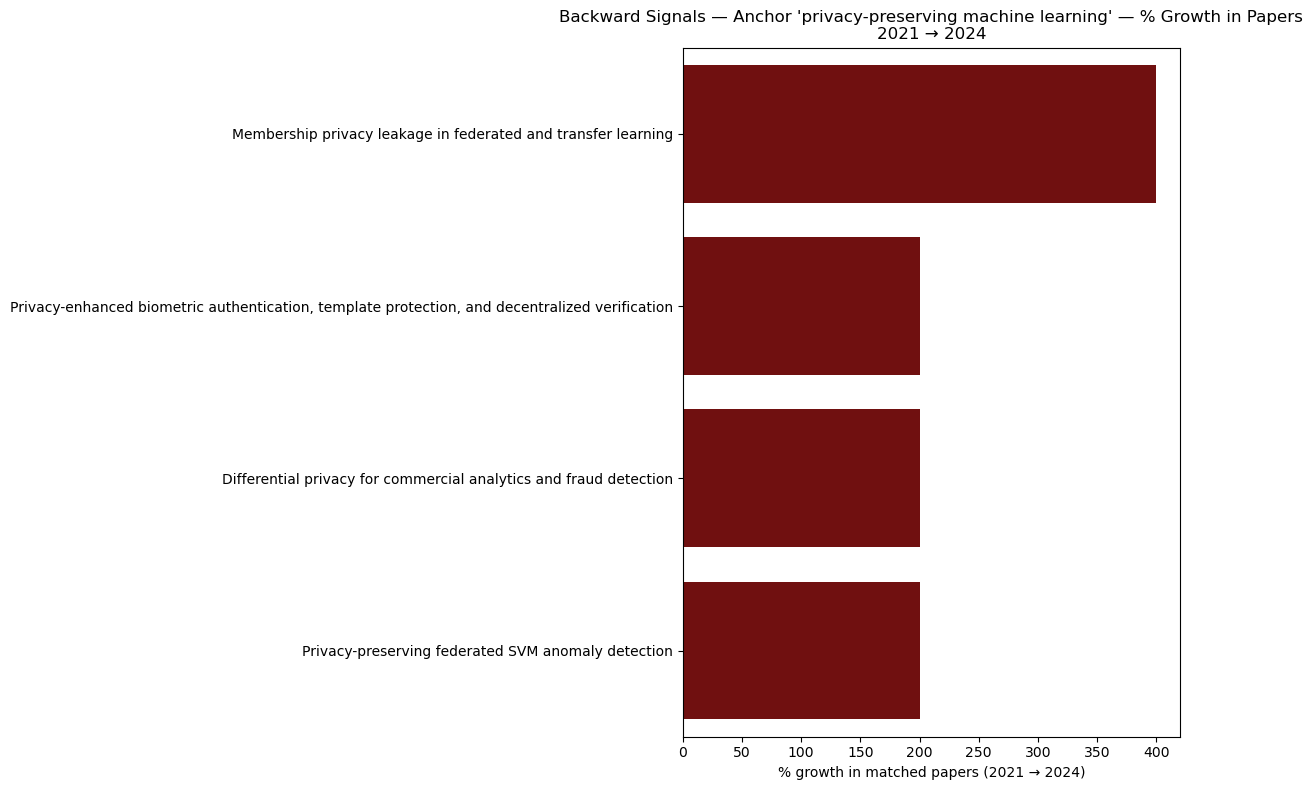 Backward Signals — Anchor 'privacy-preserving machine learning' — % Growth in Papers
2021 → 2024
Membership privacy leakage in federated and transfer learning
Privacy-enhanced biometric authentication, template protection, and decentralized verification
Differential privacy for commercial analytics and fraud detection
Privacy-preserving federated SVM anomaly detection
0 50 100 150 200 250 300 350 400
% growth in matched papers (2021 → 2024)